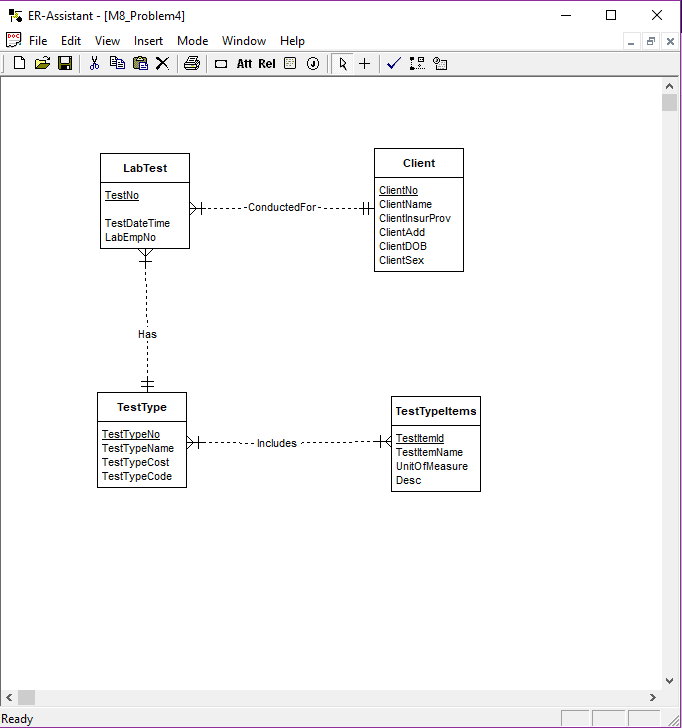 ER-Assistant - [M8_Problem4]
File Edit View Insert Mode Window Help
Att Rel J
LabTest
TestNo
TestDateTime
LabEmpNo
ConductedFor
Client
ClientNo
ClientName
ClientInsurProv
ClientAdd
ClientDOB
ClientSex
Has
TestType
TestTypeNo
TestTypeName
TestTypeCost
TestTypeCode
Includes
TestTypeItems
TestItemId
TestItemName
UnitOfMeasure
Desc
Ready